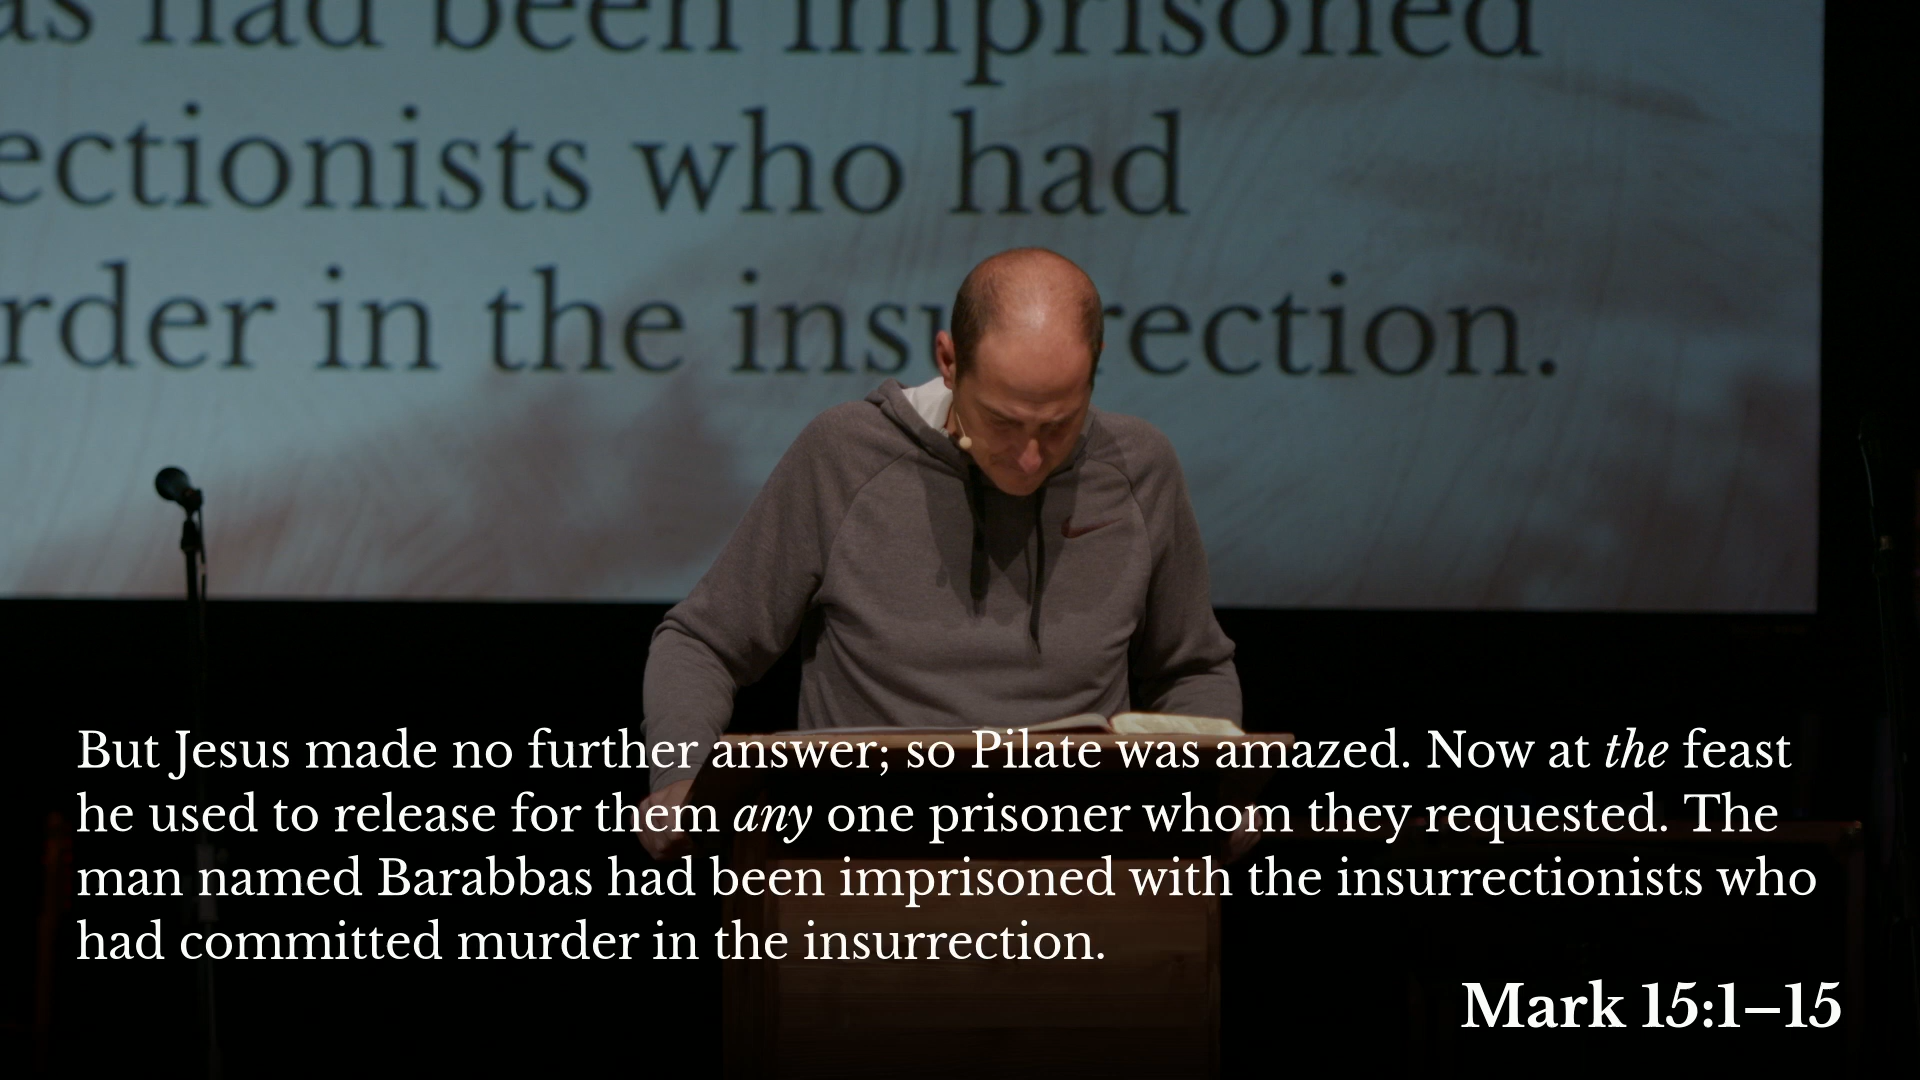 as had been imprisoned
ectionists who had
rder in the ins rection.
But Jesus made no further answer; so Pilate was amazed. Now at the feast
he used to release for them any one prisoner whom they requested. The
man named Barabbas had been imprisoned with the insurrectionists who
had committed murder in the insurrection.
Mark 15:1–15